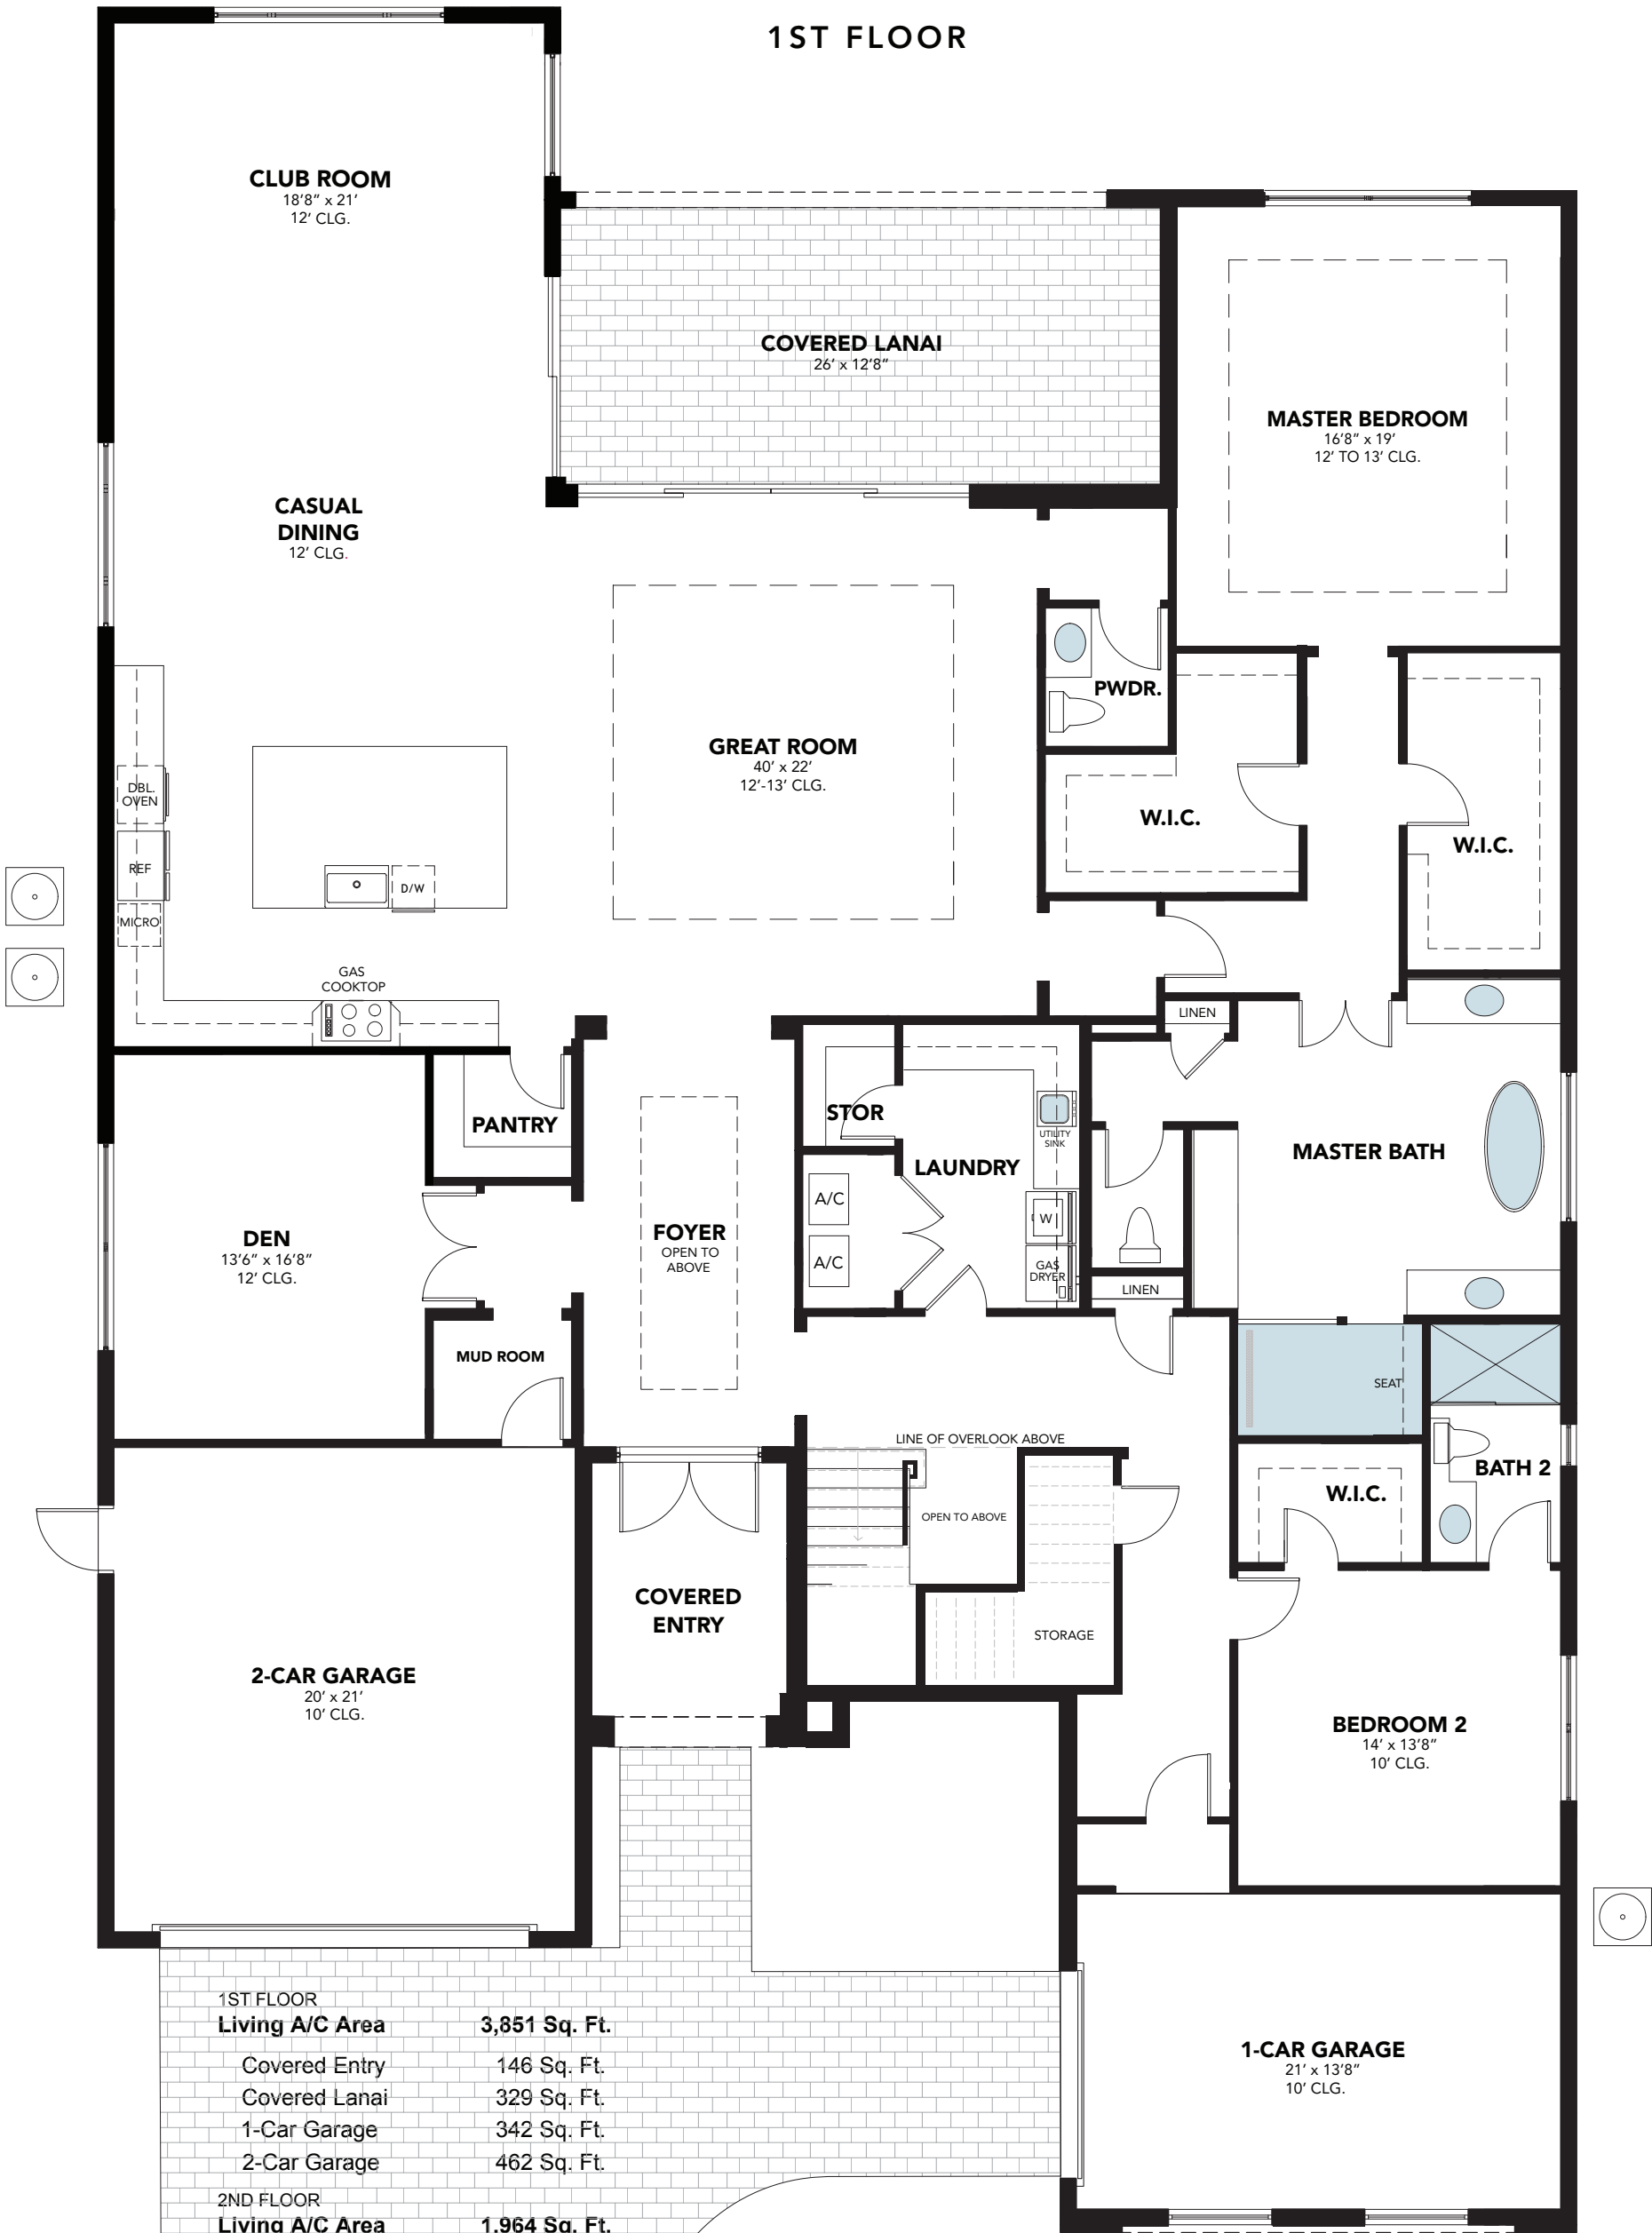 1ST FLOOR
CLUB ROOM
18'8" x 21'
12' CLG.
COVERED LANAI
26' x 12'8"
MASTER BEDROOM
16'8" x 19'
12' TO 13' CLG.
CASUAL
DINING
12' CLG.
PWDR.
GREAT ROOM
40' x 22'
12'-13' CLG.
DBL.
OVEN
REF
MICRO
D/W
W.I.C.
W.I.C.
GAS
COOKTOP
LINEN
PANTRY
STOR
UTILITY
SINK
LAUNDRY
MASTER BATH
A/C
W
DEN
13'6" x 16'8"
12' CLG.
FOYER
OPEN TO
ABOVE
A/C
GAS
DRYER
LINEN
MUD ROOM
SEAT
LINE OF OVERLOOK ABOVE
BATH 2
W.I.C.
OPEN TO ABOVE
COVERED
ENTRY
STORAGE
2-CAR GARAGE
20' x 21'
10' CLG.
BEDROOM 2
14' x 13'8"
10' CLG.
1ST FLOOR
Living A/C Area 3,851 Sq. Ft.
Covered Entry 146 Sq. Ft.
Covered Lanai 329 Sq. Ft.
1-Car Garage 342 Sq. Ft.
2-Car Garage 462 Sq. Ft.
2ND FLOOR
Living A/C Area 1,964 Sq. Ft.
1-CAR GARAGE
21' x 13'8"
10' CLG.